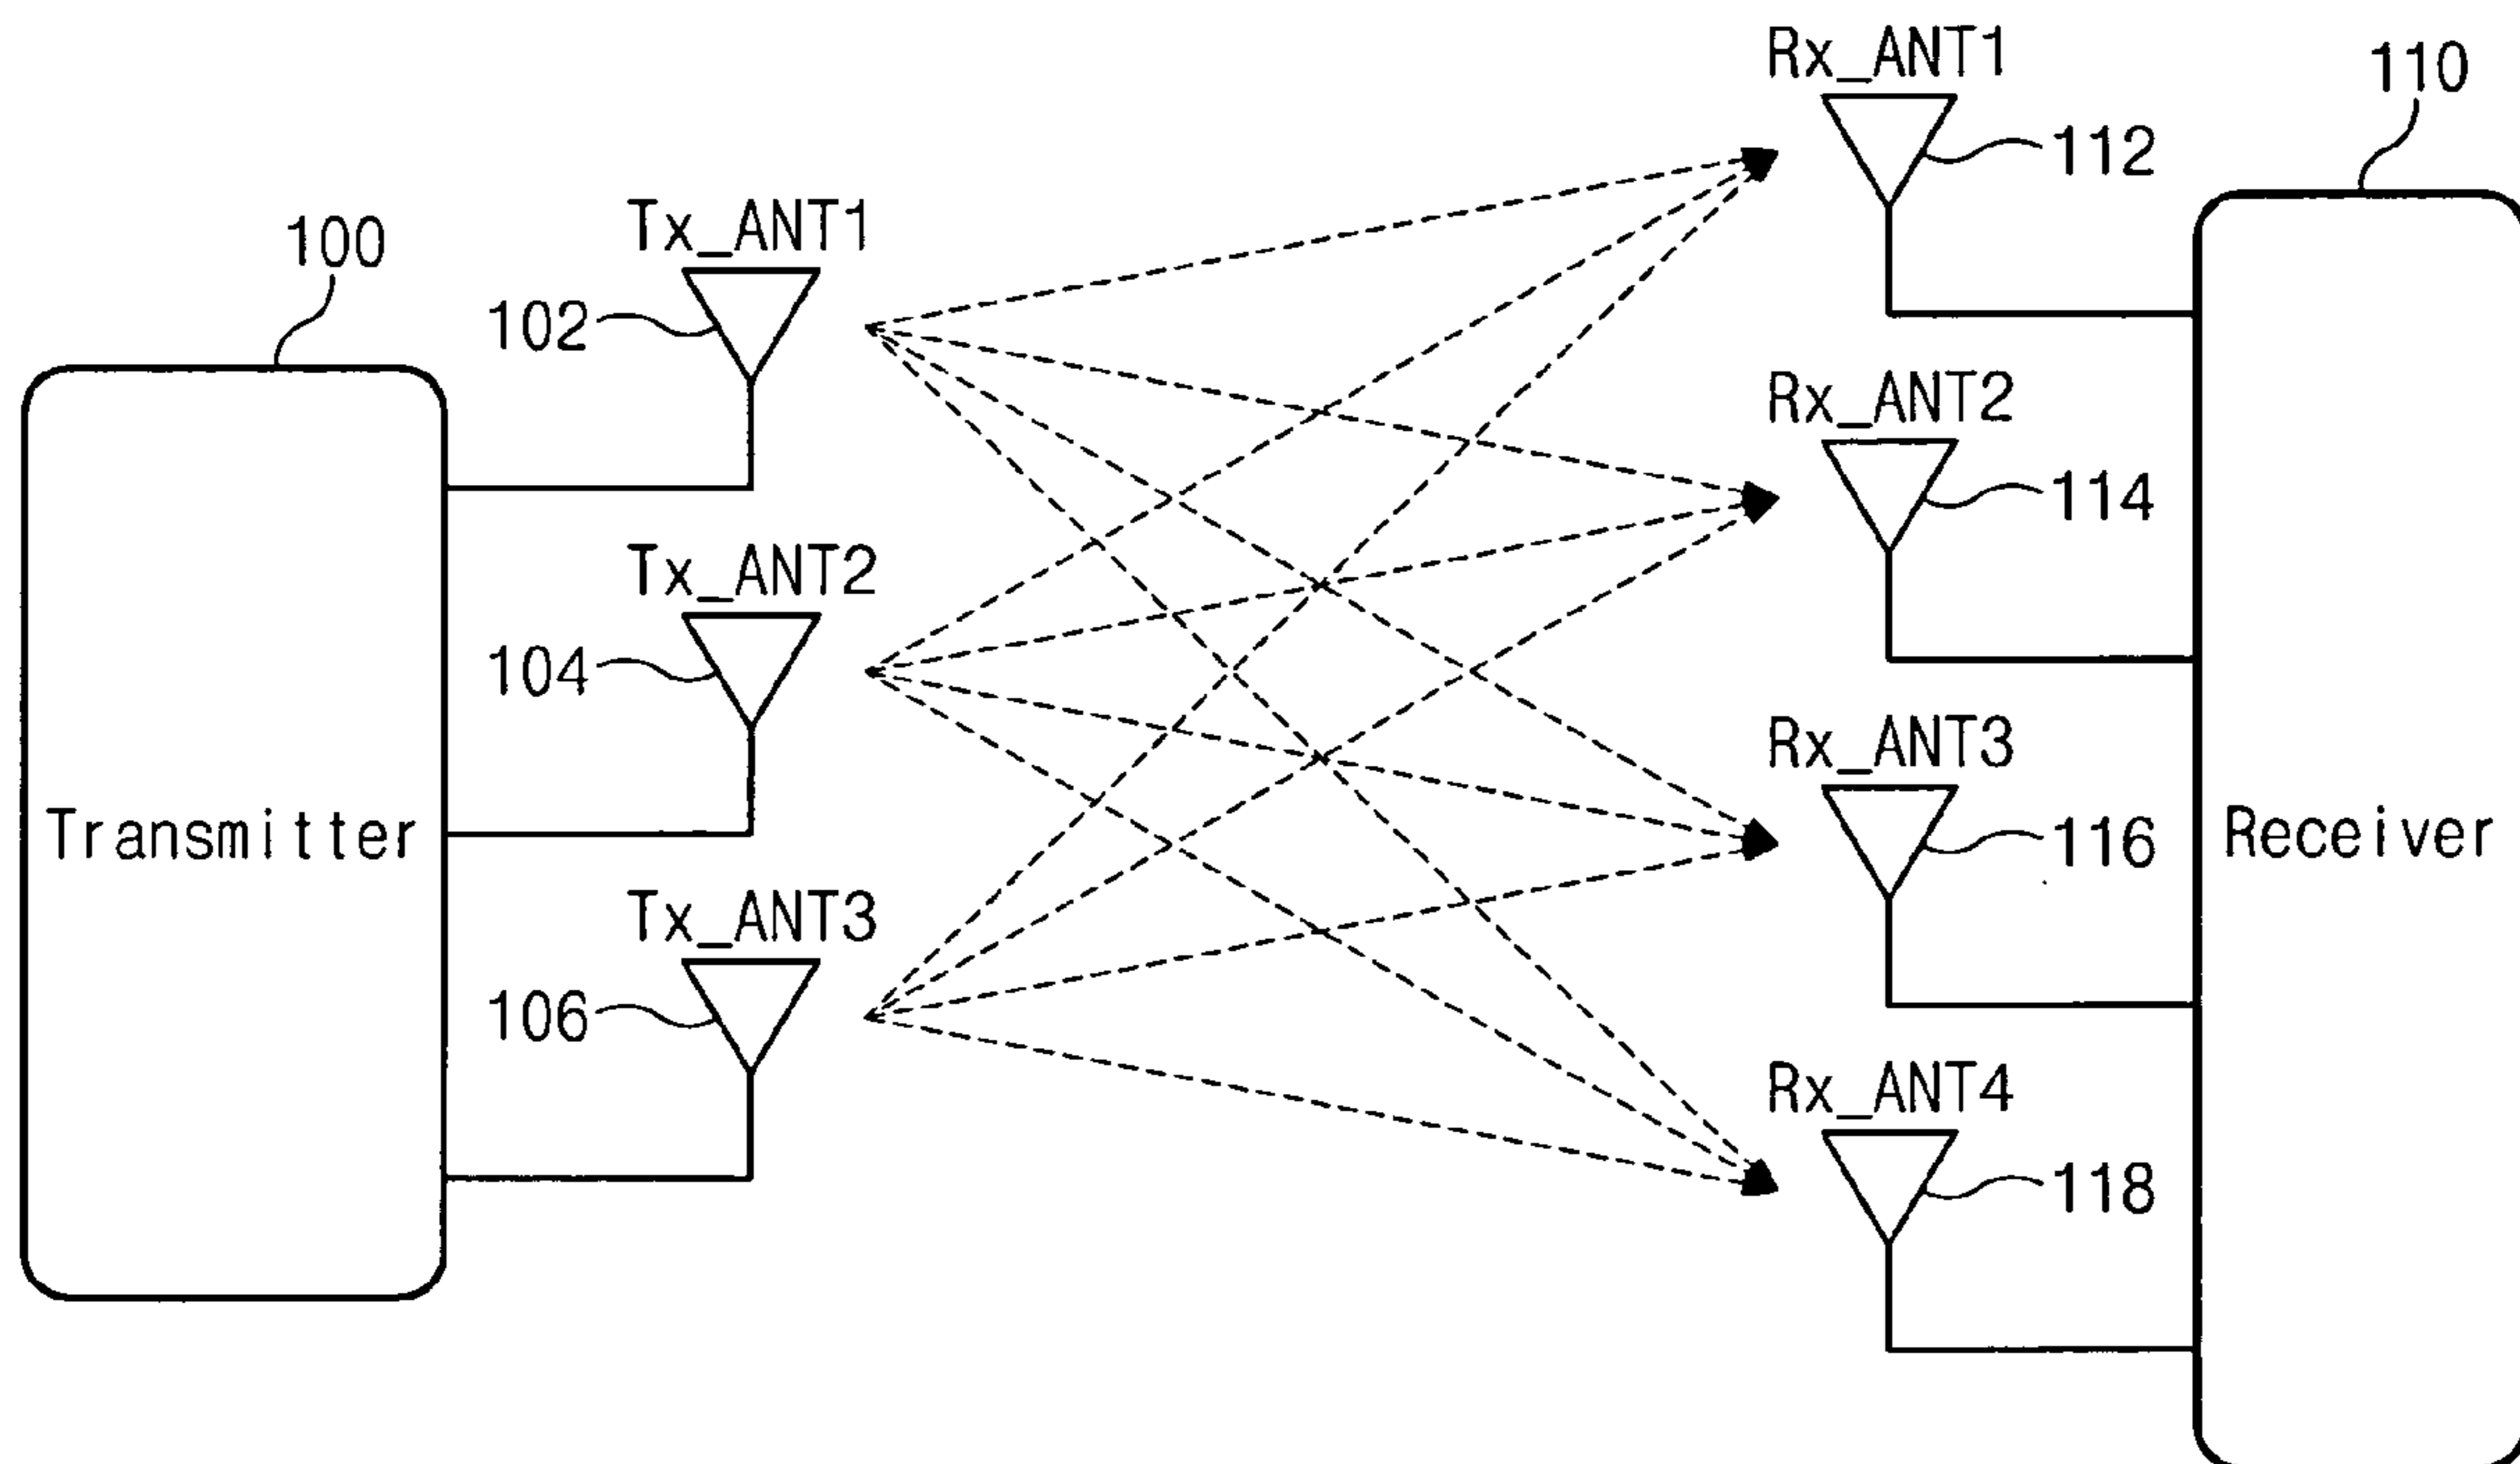 100
Transmitter
Tx_ANT1
102
Tx_ANT2
104
Tx_ANT3
106
Rx_ANT1
112
Rx_ANT2
114
Rx_ANT3
116
Rx_ANT4
118
110
Receiver